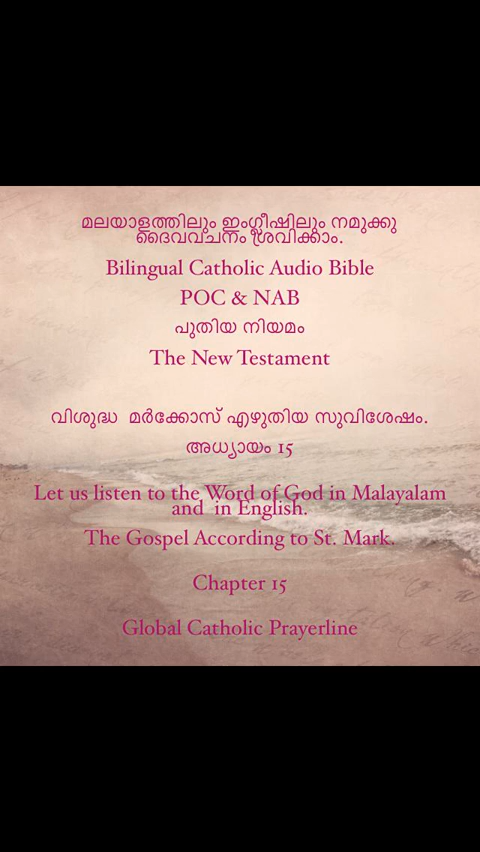 മലയാളത്തിലും ഇംഗ്ലീഷിലും നമുക്കു
ദൈവവചനം ശ്രവിക്കാം.
Bilingual Catholic Audio Bible
POC & NAB
പുതിയ നിയമം
The New Testament
വിശുദ്ധ മർക്കോസ് എഴുതിയ സുവിശേഷം.
അധ്യായം 15
Let us listen to the Word of God in Malayalam
and in English.
The Gospel According to St. Mark.
Chapter 15
Global Catholic Prayerline